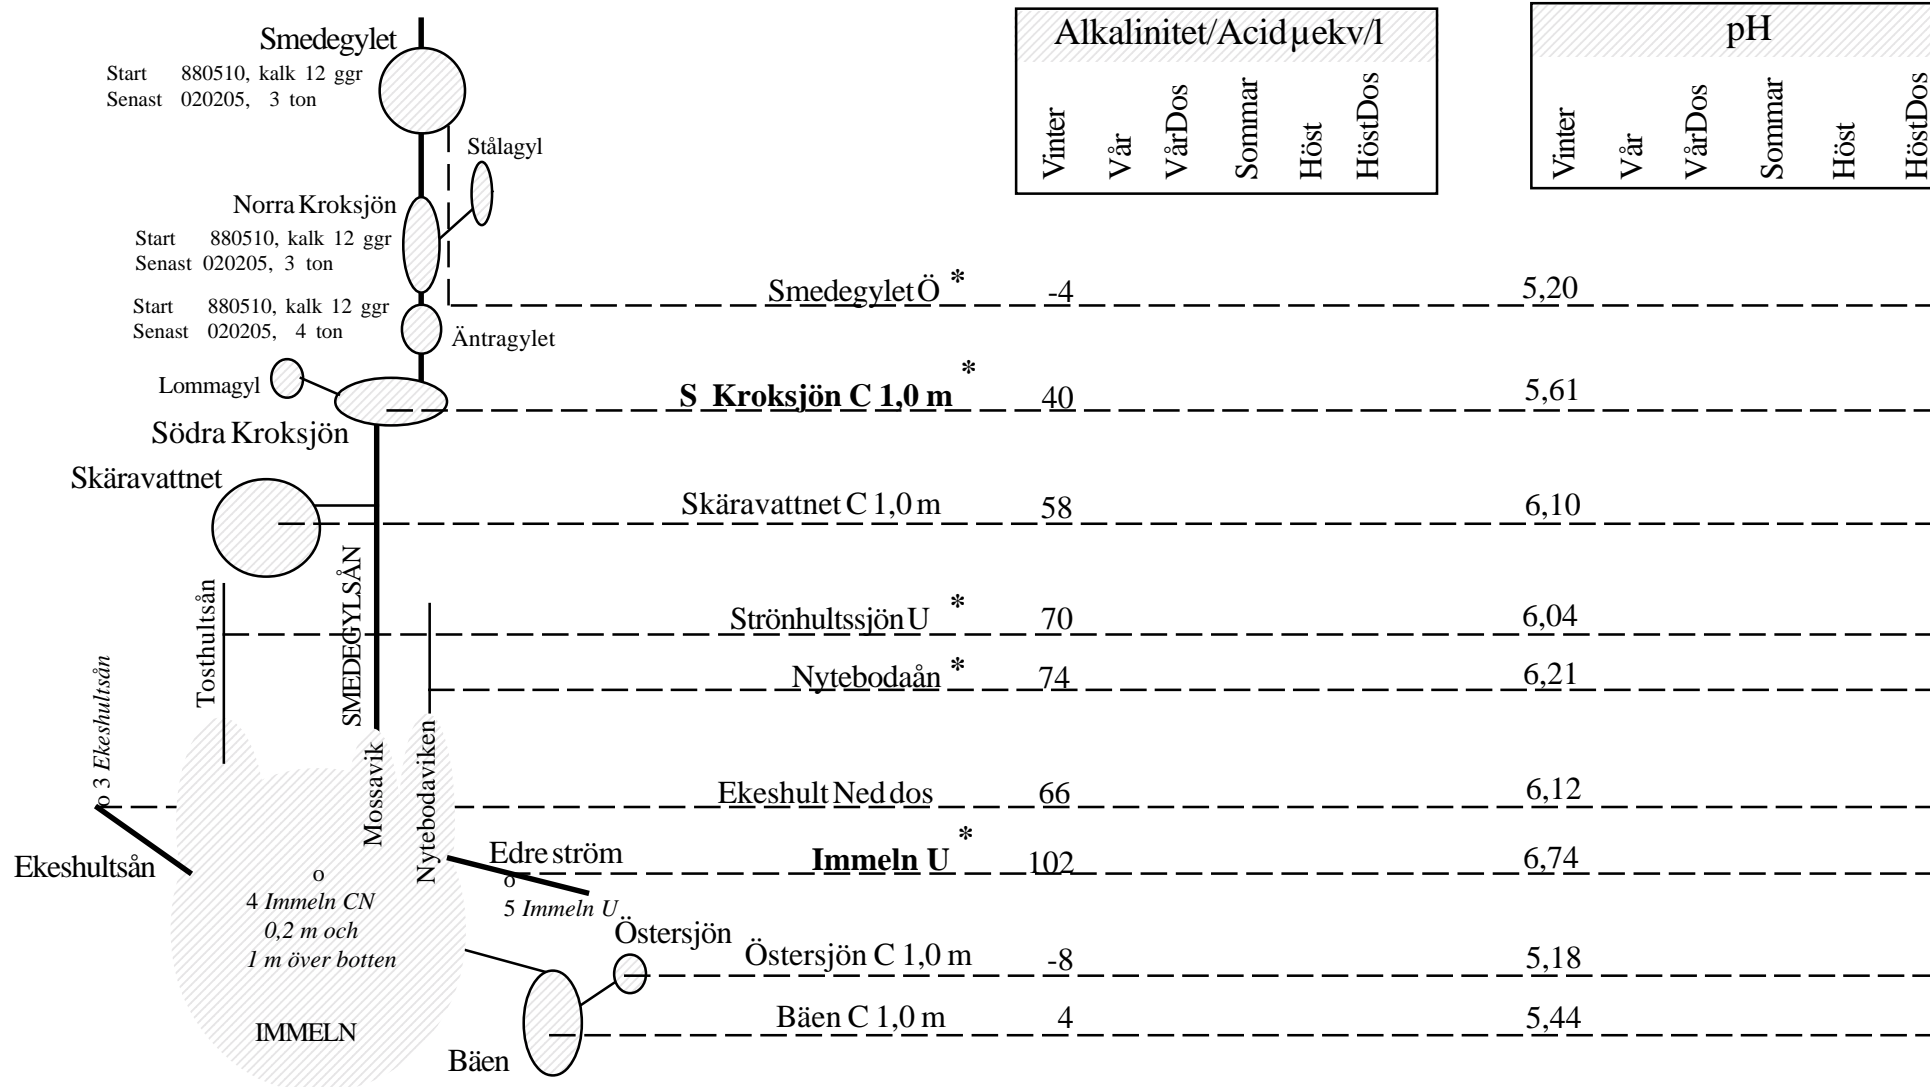 Smedegylet
Start 880510, kalk 12 ggr
Senast 020205, 3 ton
Stålagyl
Norra Kroksjön
Start 880510, kalk 12 ggr
Senast 020205, 3 ton
Start 880510, kalk 12 ggr
Senast 020205, 4 ton
Äntragylet
Lommagyl
Södra Kroksjön
Skäravattnet
Tosthultsån
SMEDEGYLSÅN
o 3 Ekeshultsån
Mossavik
Nytebodaviken
Ekeshultsån
o
4 Immeln CN
0,2 m och
1 m över botten
IMMELN
Edre ström
o
5 Immeln U
Östersjön
Bäen
Alkalinitet/Acid µekv/l
Vinter
Vår
VårDos
Sommar
Höst
HöstDos
pH
Vinter
Vår
VårDos
Sommar
Höst
HöstDos
Smedegylet Ö * -4 5,20
S Kroksjön C 1,0 m * 40 5,61
Skäravattnet C 1,0 m 58 6,10
Strönhultssjön U * 70 6,04
Nytebodaån * 74 6,21
Ekeshult Ned dos 66 6,12
Immeln U * 102 6,74
Östersjön C 1,0 m -8 5,18
Bäen C 1,0 m 4 5,44